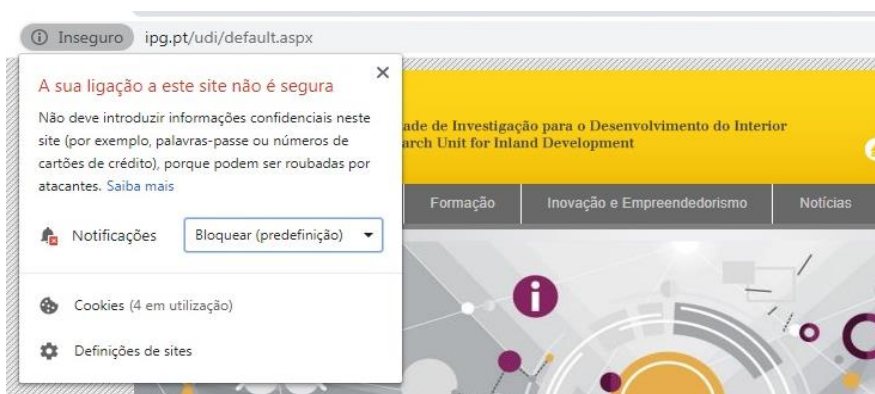 Inseguro ipg.pt/udi/default.aspx
A sua ligação a este site não é segura
Não deve introduzir informações confidenciais neste
site (por exemplo, palavras-passe ou números de
cartões de crédito), porque podem ser roubadas por
atacantes. Saiba mais
Notificações Bloquear (predefinição)
Cookies (4 em utilização)
Definições de sites
de Investigação para o Desenvolvimento do Interior
Unit for Inland Development
Formação Inovação e Empreendedorismo Notícias